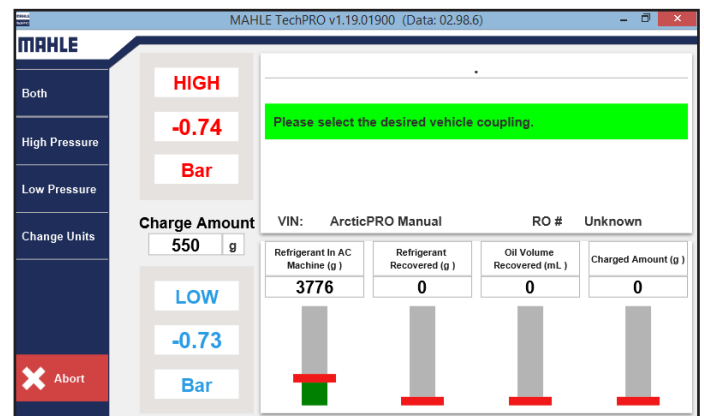 MAHLE TechPRO v1.19.01900 (Data: 02.98.6)
MAHLE
Both
High Pressure
Low Pressure
Change Units
Abort
HIGH
-0.74
Bar
Charge Amount
550 g
LOW
-0.73
Bar
.
Please select the desired vehicle coupling.
VIN: ArcticPRO Manual RO # Unknown
Refrigerant In AC
Machine (g )
3776
Refrigerant
Recovered (g )
0
Oil Volume
Recovered (mL )
0
Charged Amount (g )
0